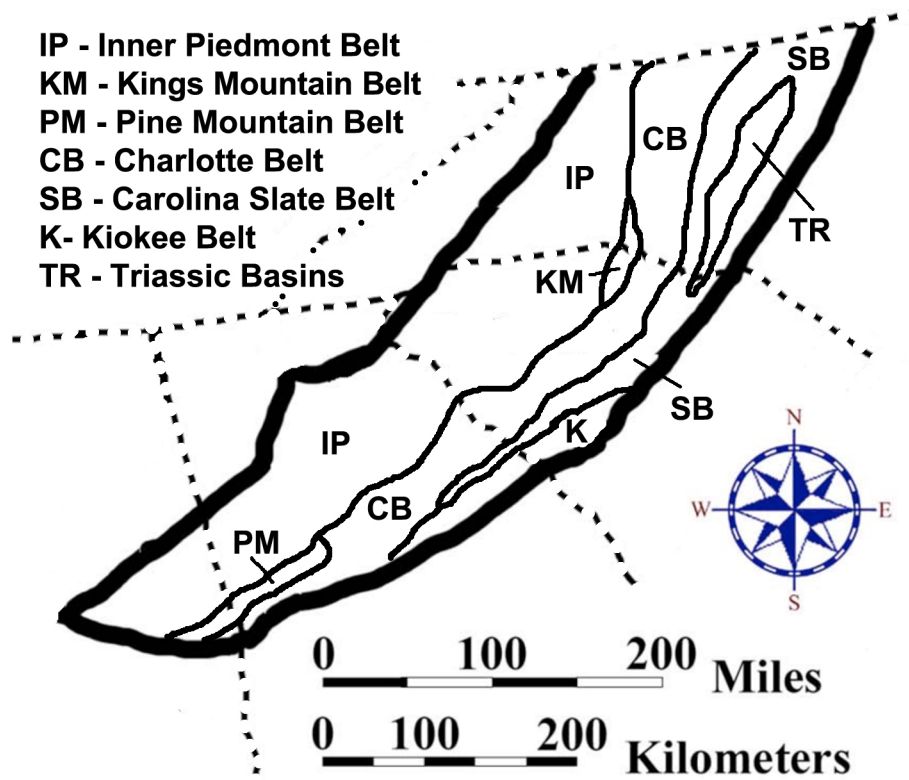 IP - Inner Piedmont Belt
KM - Kings Mountain Belt
PM - Pine Mountain Belt
CB - Charlotte Belt
SB - Carolina Slate Belt
K- Kiokee Belt
TR - Triassic Basins
SB
CB
IP
TR
KM
SB
K
IP
CB
PM
N
W
E
S
0 100 200 Miles
0 100 200 Kilometers